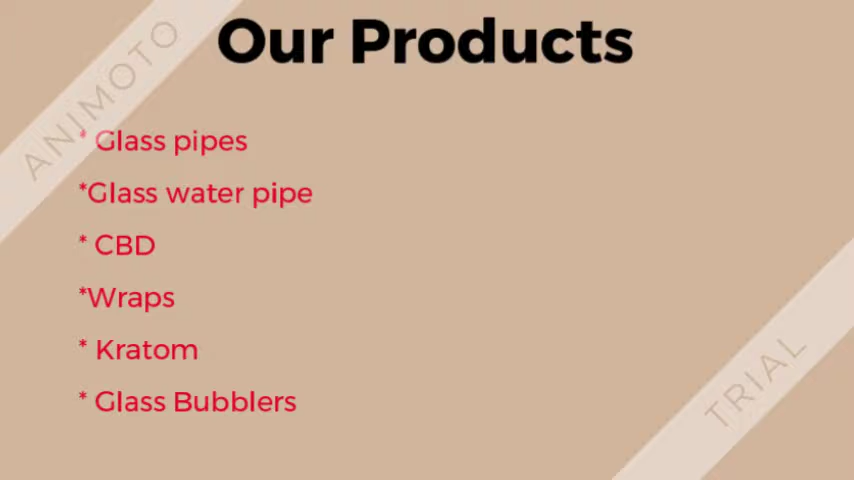 Our Products
ANIMOTO
* Glass pipes
*Glass water pipe
* CBD
*Wraps
* Kratom
* Glass Bubblers
TRIAL